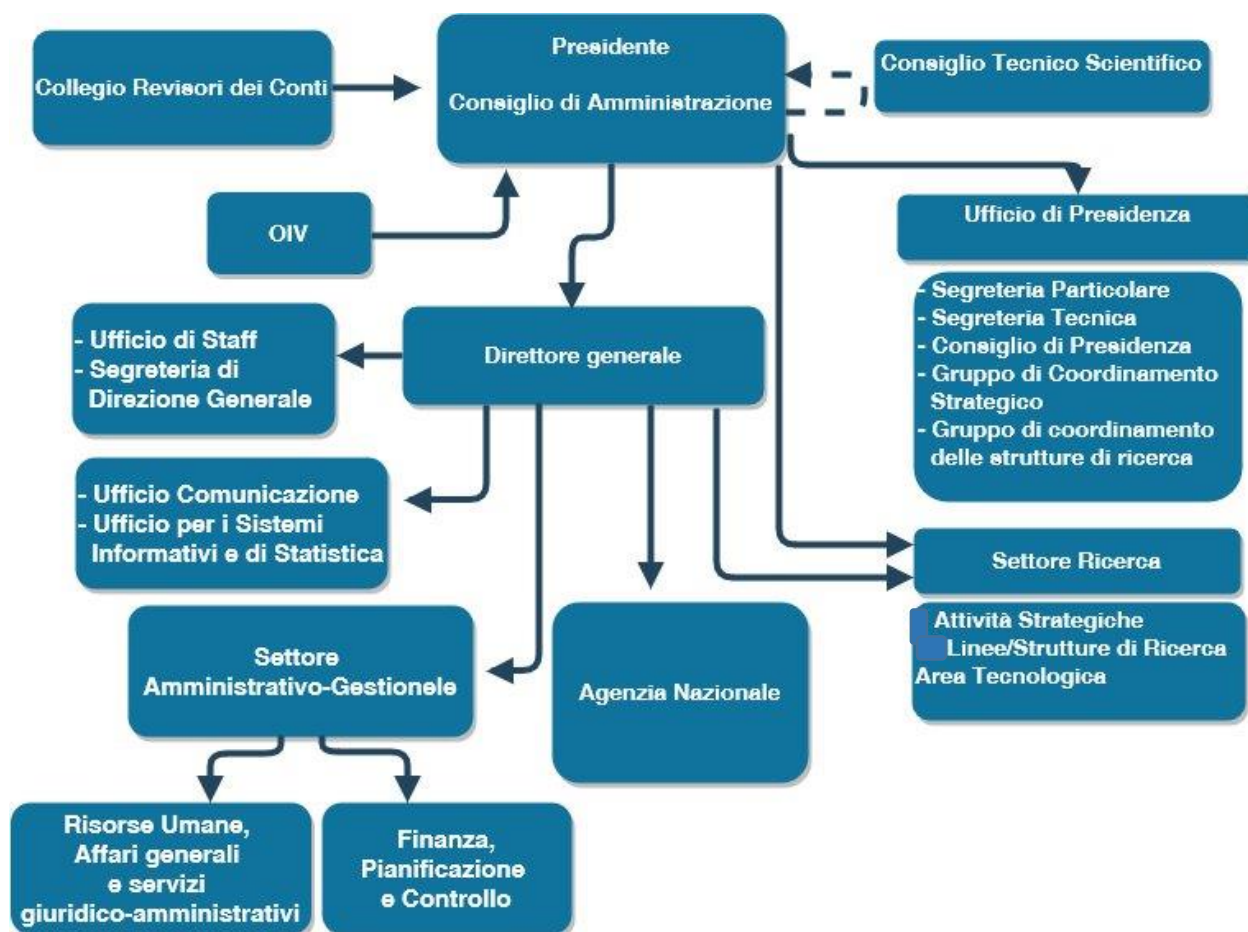 Presidente
Consiglio di Amministrazione
Collegio Revisori dei Conti
Consiglio Tecnico Scientifico
OIV
Ufficio di Presidenza
- Segreteria Particolare
- Segreteria Tecnica
- Consiglio di Presidenza
- Gruppo di Coordinamento
Strategico
- Gruppo di coordinamento
delle strutture di ricerca
- Ufficio di Staff
- Segreteria di
Direzione Generale
Direttore generale
- Ufficio Comunicazione
- Ufficio per i Sistemi
Informativi e di Statistica
Settore Ricerca
Attività Strategiche
Linee/Strutture di Ricerca
Area Tecnologica
Settore
Amministrativo-Gestionele
Agenzia Nazionale
Risorse Umane,
Affari generali
e servizi
giuridico-amministrativi
Finanza,
Pianificazione
e Controllo